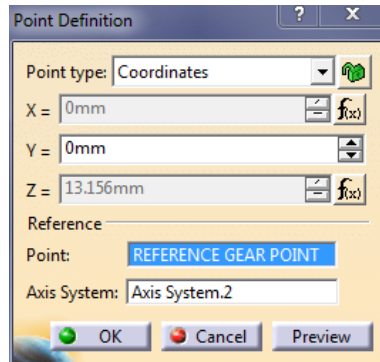 Point Definition ? X
Point type: Coordinates
X = 0mm f(x)
Y = 0mm
Z = 13.156mm f(x)
Reference
Point: REFERENCE GEAR POINT
Axis System: Axis System.2
OK Cancel Preview